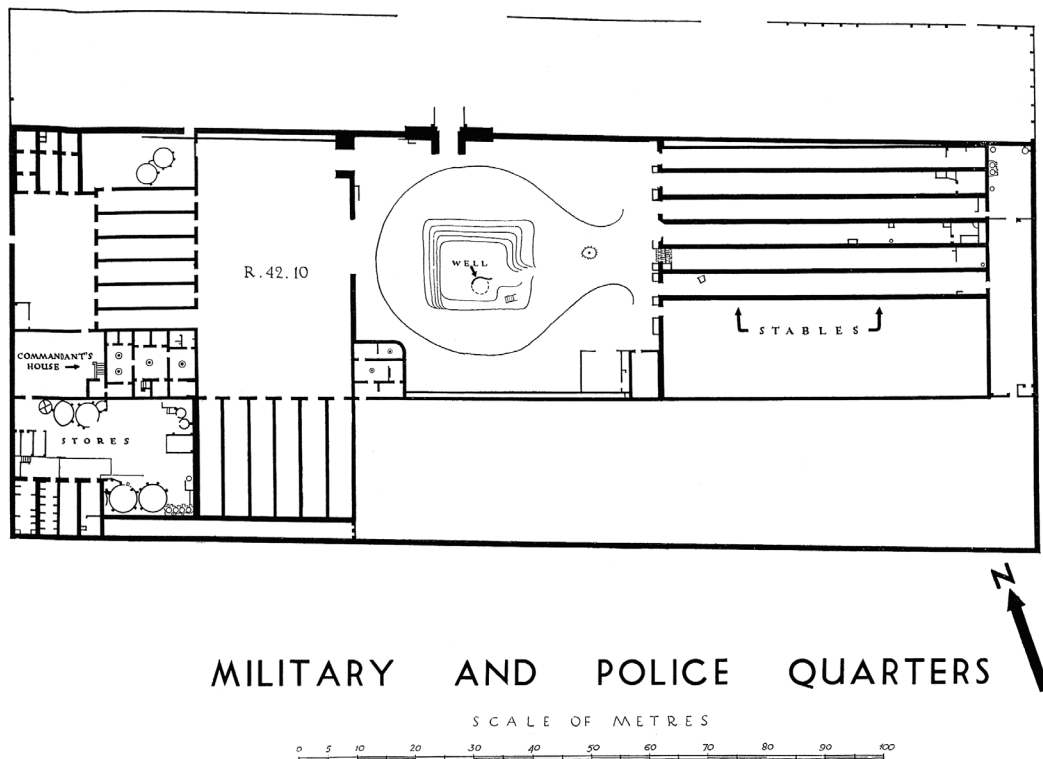 WELL
R.42.10
STABLES
COMMANDANT'S
HOUSE
STORES
N
MILITARY AND POLICE QUARTERS
SCALE OF METRES
0 5 10 20 30 40 50 60 70 80 90 100